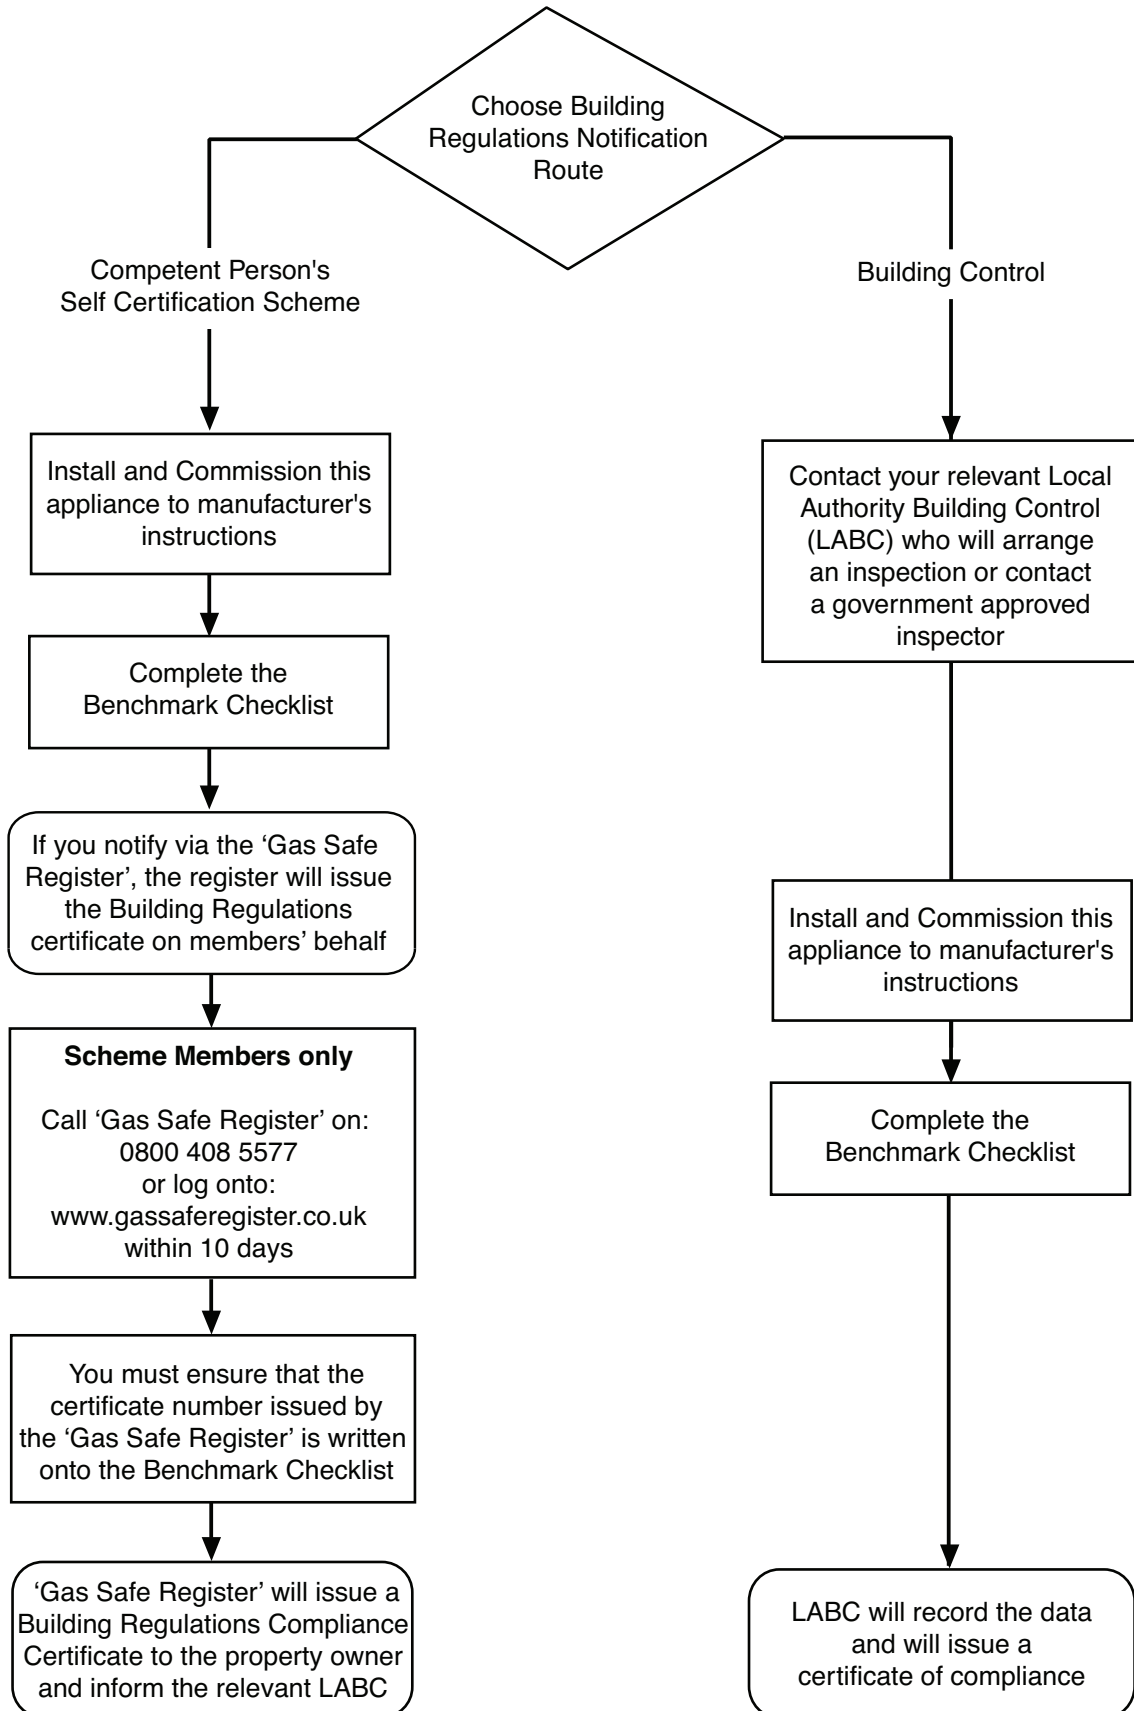 Choose Building
Regulations Notification
Route
Competent Person's
Self Certification Scheme
Building Control
Install and Commission this
appliance to manufacturer's
instructions
Complete the
Benchmark Checklist
If you notify via the ‘Gas Safe
Register’, the register will issue
the Building Regulations
certificate on members’ behalf
Scheme Members only
Call ‘Gas Safe Register’ on:
0800 408 5577
or log onto:
www.gassaferegister.co.uk
within 10 days
You must ensure that the
certificate number issued by
the ‘Gas Safe Register’ is written
onto the Benchmark Checklist
‘Gas Safe Register’ will issue a
Building Regulations Compliance
Certificate to the property owner
and inform the relevant LABC
Contact your relevant Local
Authority Building Control
(LABC) who will arrange
an inspection or contact
a government approved
inspector
Install and Commission this
appliance to manufacturer's
instructions
Complete the
Benchmark Checklist
LABC will record the data
and will issue a
certificate of compliance